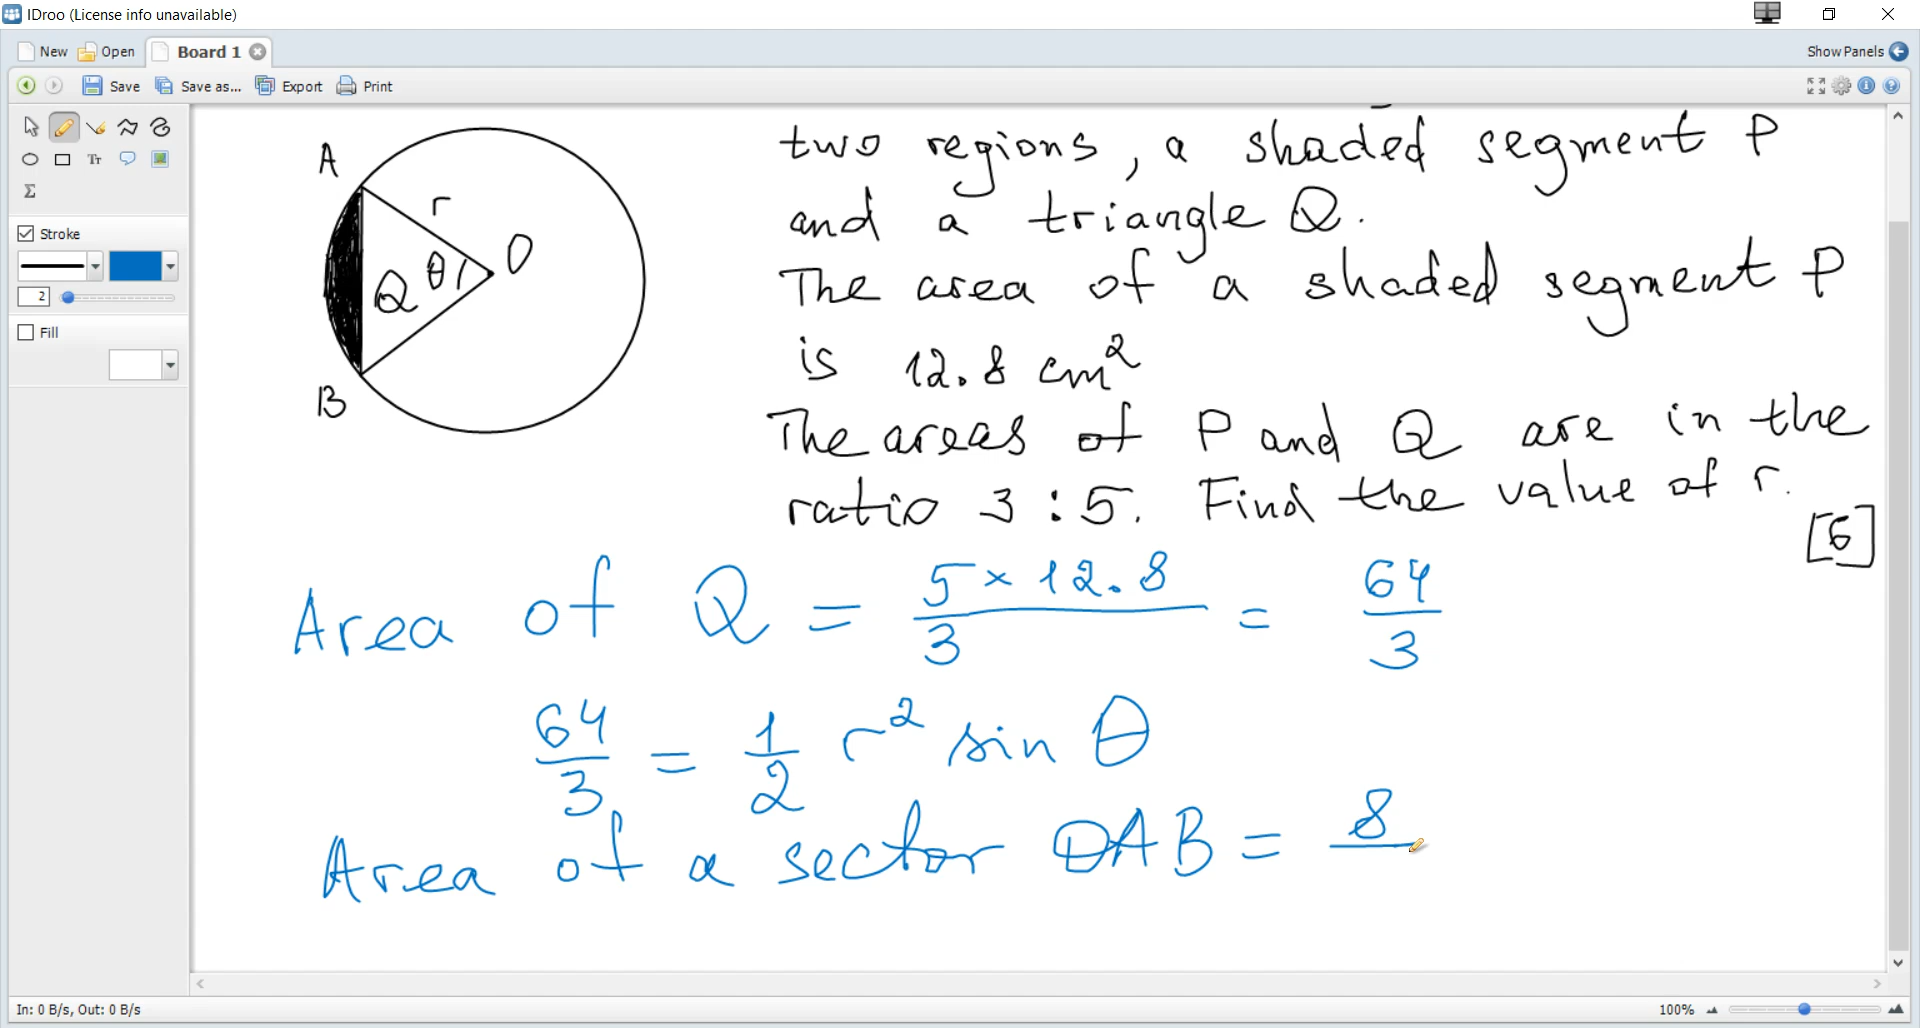 IDroo (License info unavailable)
New Open Board 1 Show Panels
Save Save as... Export Print
Tr
Σ
Stroke
2
Fill
A
r
θ O
Q
B
two regions, a shaded segment P
and a triangle Q.
The area of a shaded segment P
is 12.8 cm²
The areas of P and Q are in the
ratio 3 : 5. Find the value of r.
[6]
Area of Q = 5 × 12.8 / 3 = 64 / 3
64 / 3 = 1 / 2 r² sin θ
Area of a sector OAB = 8
In: 0 B/s, Out: 0 B/s 100%